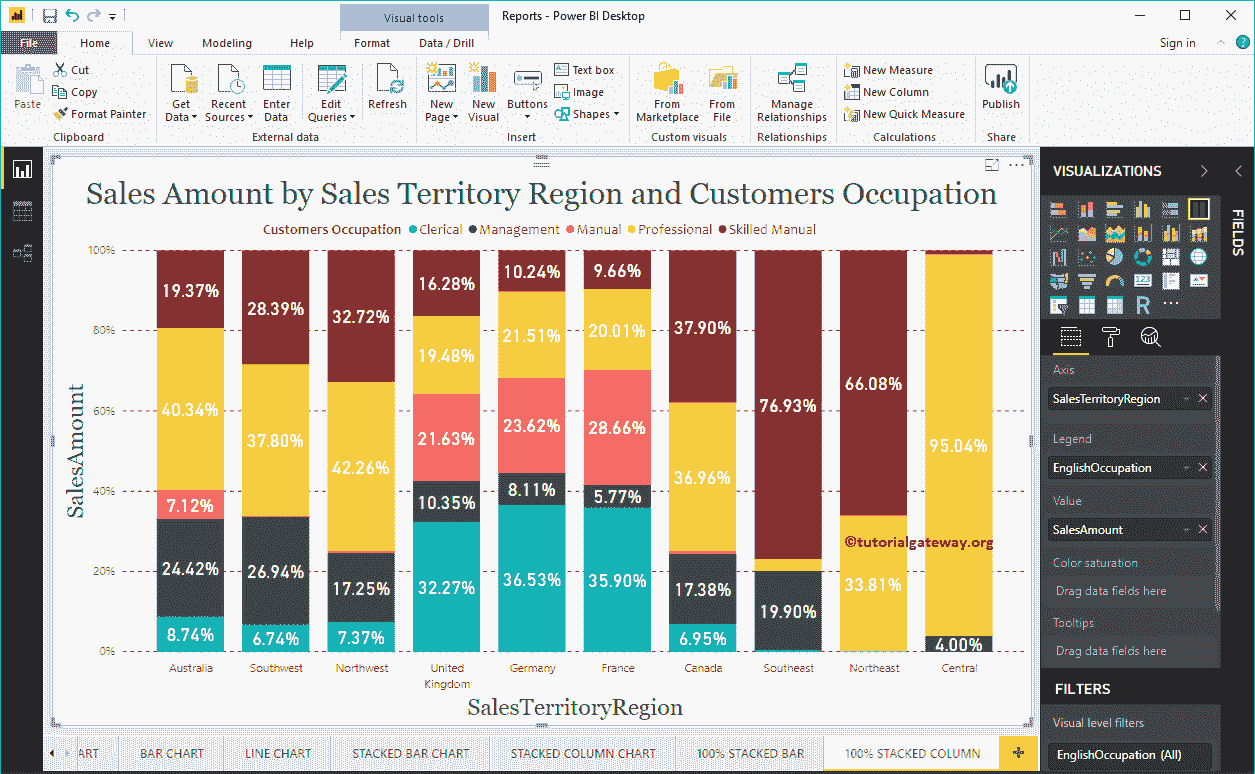 Visual tools
Reports - Power BI Desktop
File Home View Modeling Help Format Data / Drill Sign in
Paste
Cut
Copy
Format Painter
Clipboard
Get Data
Recent Sources
Enter Data
Edit Queries
Refresh
External data
New Page
New Visual
Buttons
Text box
Image
Shapes
Insert
From Marketplace
From File
Custom visuals
Manage Relationships
Relationships
New Measure
New Column
New Quick Measure
Calculations
Publish
Share
Sales Amount by Sales Territory Region and Customers Occupation
Customers Occupation Clerical Management Manual Professional Skilled Manual
SalesAmount
100%
80%
60%
40%
20%
0%
19.37%
40.34%
7.12%
24.42%
8.74%
28.39%
37.80%
26.94%
6.74%
32.72%
42.26%
17.25%
7.37%
16.28%
19.48%
21.63%
10.35%
32.27%
10.24%
21.51%
23.62%
8.11%
36.53%
9.66%
20.01%
28.66%
5.77%
35.90%
37.90%
36.96%
17.38%
6.95%
76.93%
19.90%
66.08%
33.81%
95.04%
4.00%
©tutorialgateway.org
Australia Southwest Northwest United Kingdom Germany France Canada Southeast Northeast Central
SalesTerritoryRegion
ART BAR CHART LINE CHART STACKED BAR CHART STACKED COLUMN CHART 100% STACKED BAR 100% STACKED COLUMN
VISUALIZATIONS
FIELDS
123
R
Axis
SalesTerritoryRegion
Legend
EnglishOccupation
Value
SalesAmount
Color saturation
Drag data fields here
Tooltips
Drag data fields here
FILTERS
Visual level filters
EnglishOccupation (All)